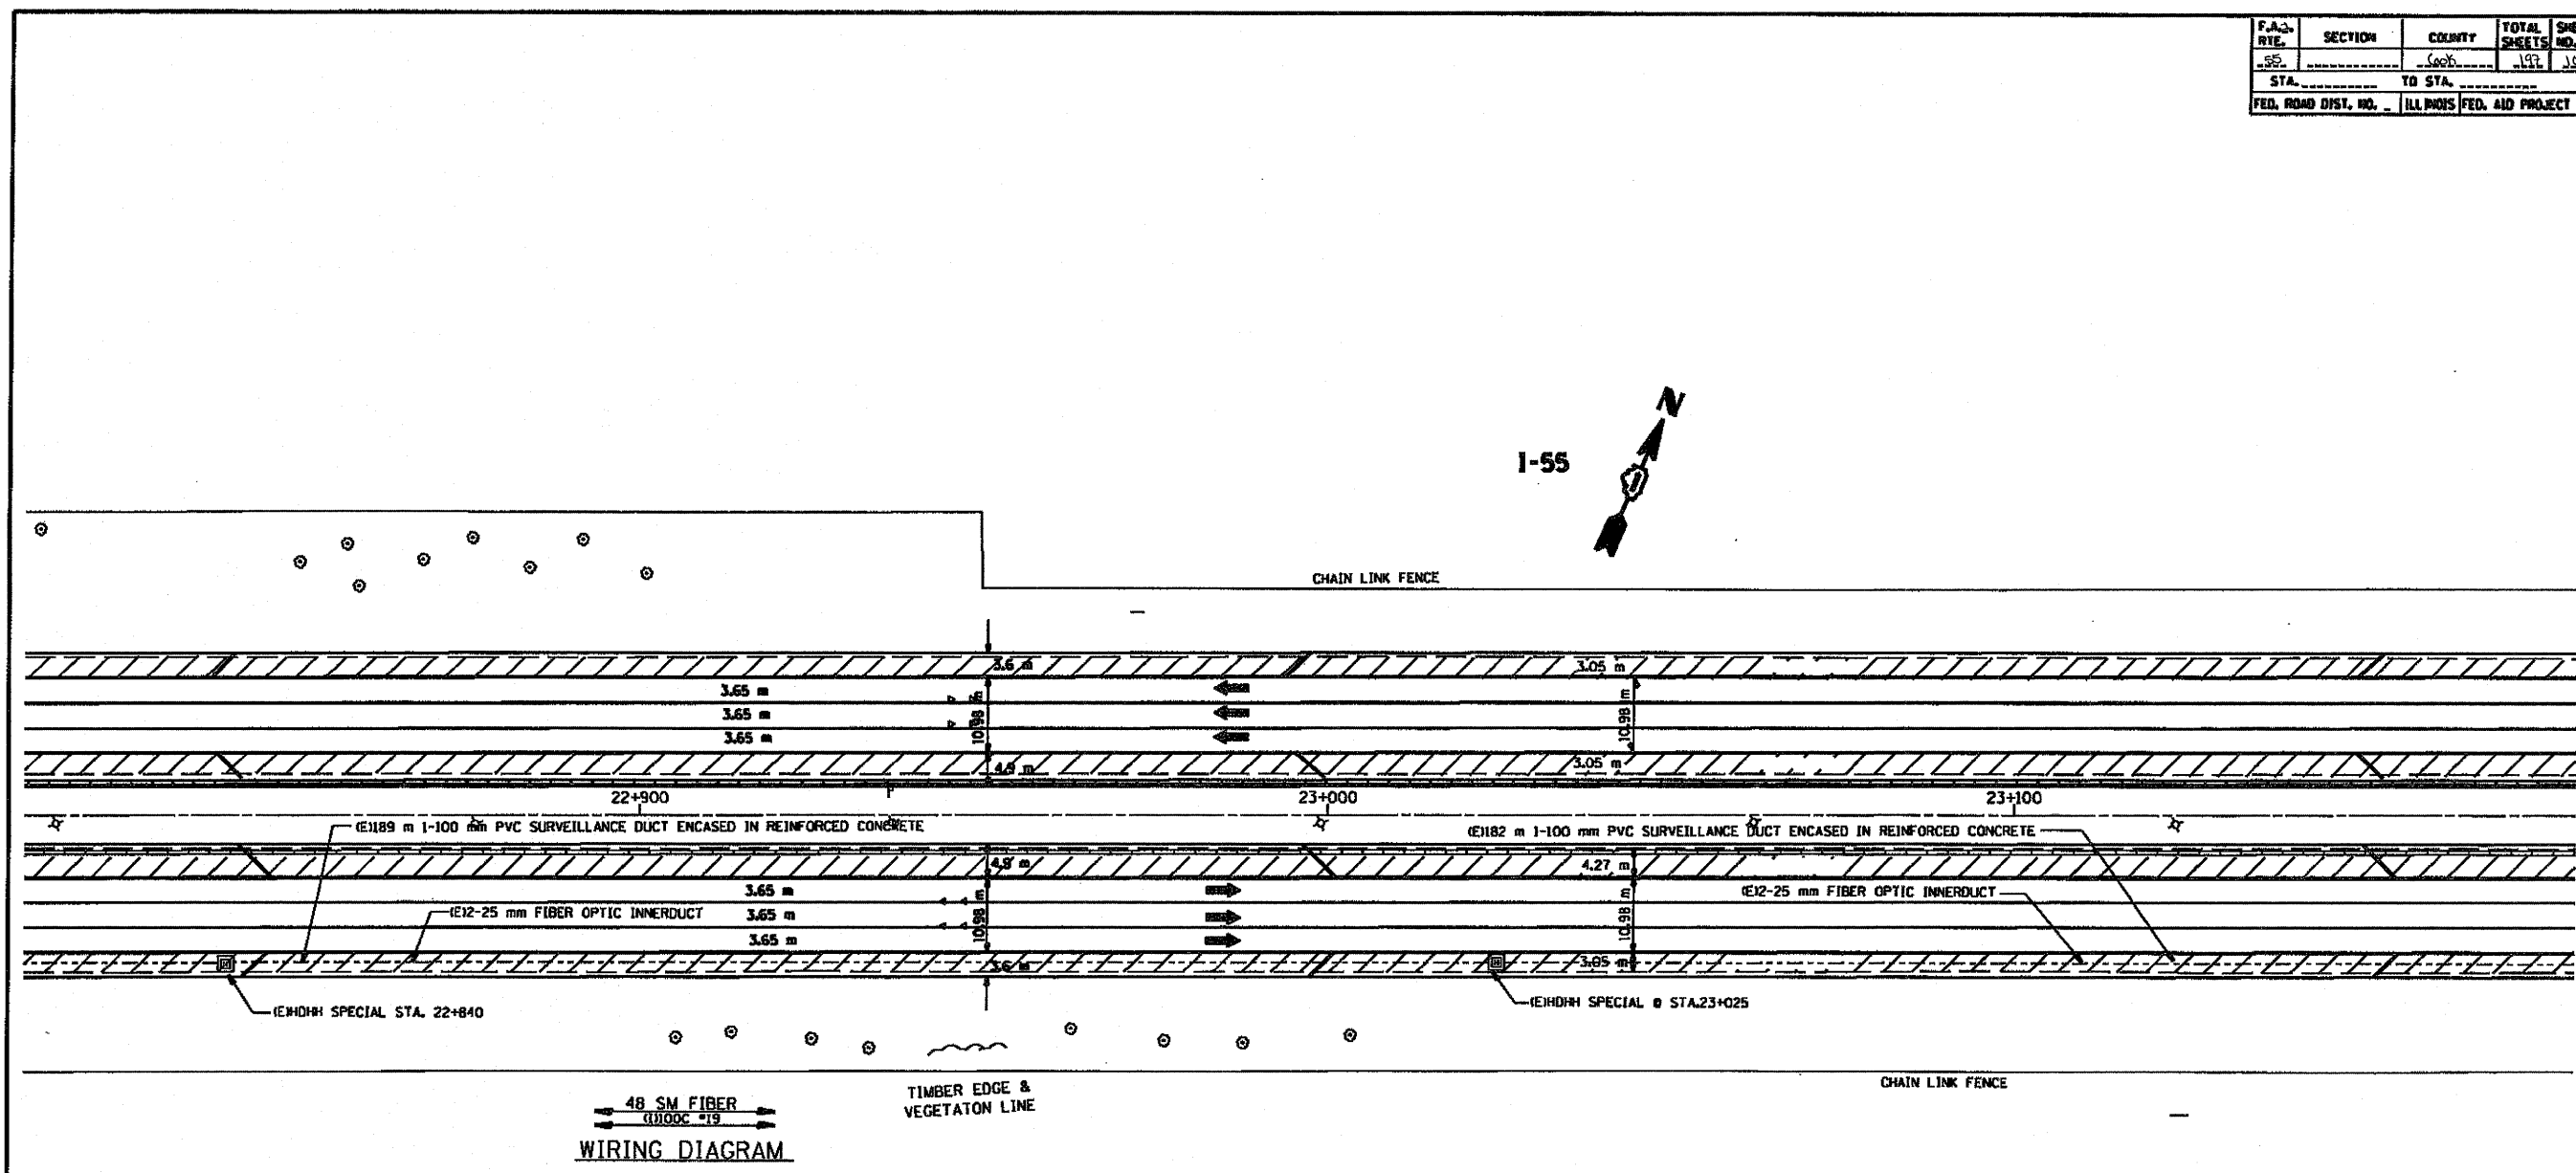 F.A.I. RTE. SECTION COUNTY TOTAL SHEETS
55 Cook 197
STA. TO STA.
FED. ROAD DIST. NO. ILLINOIS FED. AID PROJECT
N
I-55
CHAIN LINK FENCE
3.6 m 3.05 m
3.65 m
3.65 m
3.65 m
10.98 m 10.98 m
4.9 m 3.05 m
22+900 23+000 23+100
(E)189 m 1-100 mm PVC SURVEILLANCE DUCT ENCASED IN REINFORCED CONCRETE
(E)182 m 1-100 mm PVC SURVEILLANCE DUCT ENCASED IN REINFORCED CONCRETE
4.9 m 4.27 m
3.65 m
(E)2-25 mm FIBER OPTIC INNERDUCT
(E)2-25 mm FIBER OPTIC INNERDUCT
3.65 m
3.65 m
10.98 m 10.98 m
H H
3.6 m 3.05 m
(E)HDHH SPECIAL STA. 22+840
(E)HDHH SPECIAL @ STA.23+025
TIMBER EDGE &
VEGETATON LINE
CHAIN LINK FENCE
48 SM FIBER
WIRING DIAGRAM